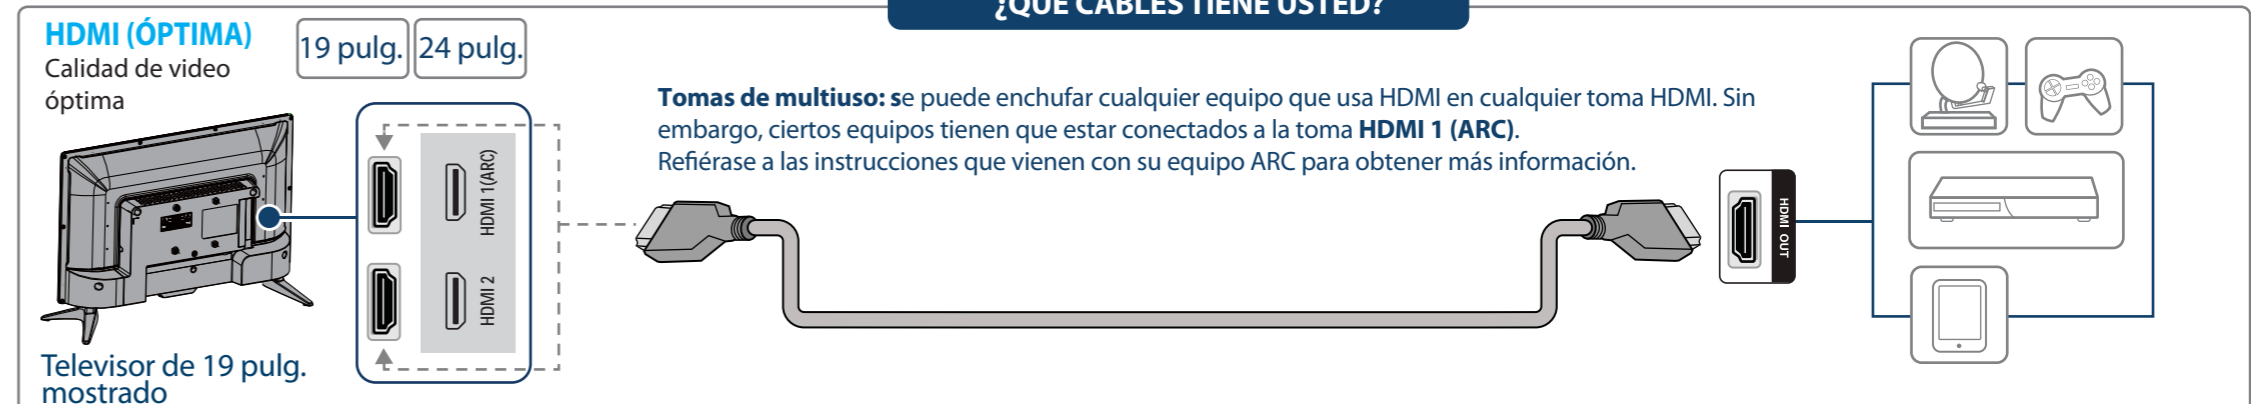 ¿QUÉ CABLES TIENE USTED?
HDMI (ÓPTIMA)
Calidad de video
óptima
19 pulg.
24 pulg.
Tomas de multiuso: se puede enchufar cualquier equipo que usa HDMI en cualquier toma HDMI. Sin
embargo, ciertos equipos tienen que estar conectados a la toma HDMI 1 (ARC).
Refiérase a las instrucciones que vienen con su equipo ARC para obtener más información.
HDMI 1(ARC)
HDMI 2
HDMI OUT
Televisor de 19 pulg.
mostrado